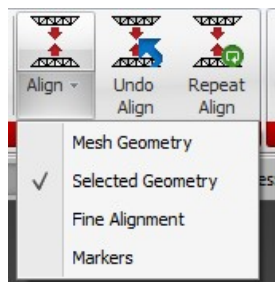 Align
Undo
Align
Repeat
Align
Mesh Geometry
Selected Geometry
Fine Alignment
Markers